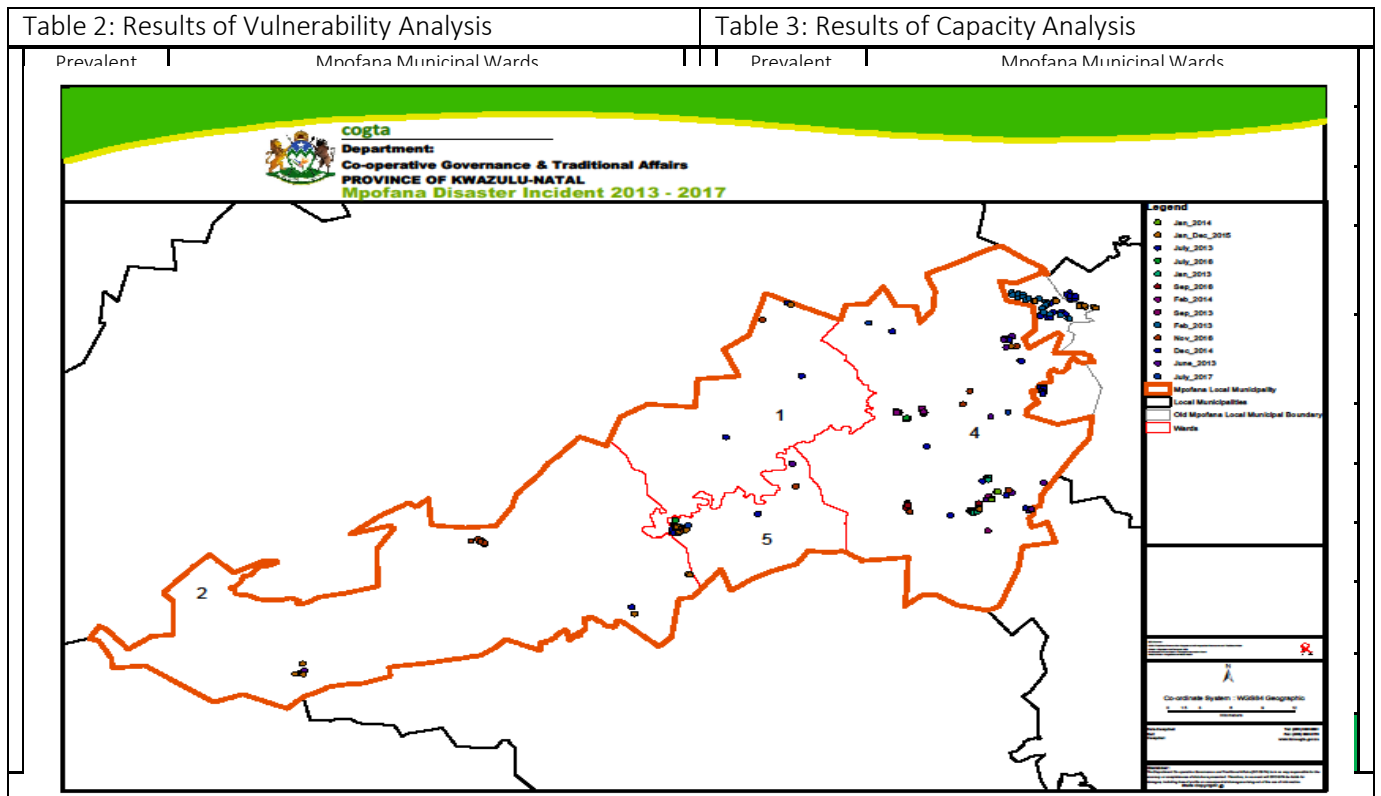 Table 2: Results of Vulnerability Analysis
Table 3: Results of Capacity Analysis
Prevalent
Mpofana Municipal Wards
Prevalent
Mpofana Municipal Wards
cogta
Department:
Co-operative Governance & Traditional Affairs
PROVINCE OF KWAZULU-NATAL
Mpofana Disaster Incident 2013 - 2017
Legend
Jan_2014
Jan_Dec_2015
July_2013
July_2016
Jan_2013
Sep_2016
Feb_2014
Sep_2013
Feb_2013
Nov_2016
Dec_2014
June_2013
July_2017
Mpofana Local Municipality
Local Municipalities
Old Mpofana Local Municipal Boundary
Wards
1
4
5
2
N
Co-ordinate System : WGS84 Geographic